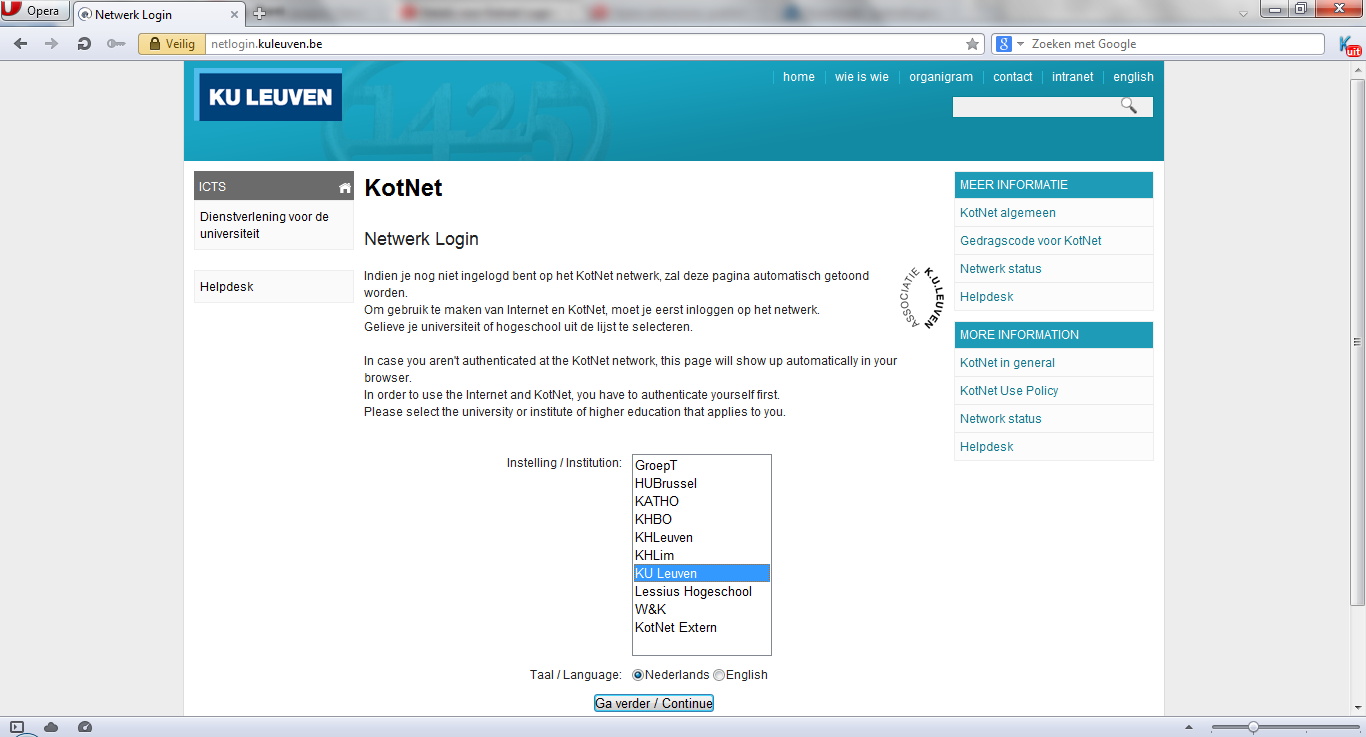 Opera
Netwerk Login
Veilig
netlogin.kuleuven.be
Zoeken met Google
uit
KU LEUVEN
1425
home
wie is wie
organigram
contact
intranet
english
ICTS
Dienstverlening voor de
universiteit
Helpdesk
KotNet
Netwerk Login
Indien je nog niet ingelogd bent op het KotNet netwerk, zal deze pagina automatisch getoond
worden.
Om gebruik te maken van Internet en KotNet, moet je eerst inloggen op het netwerk.
Gelieve je universiteit of hogeschool uit de lijst te selecteren.
In case you aren't authenticated at the KotNet network, this page will show up automatically in your
browser.
In order to use the Internet and KotNet, you have to authenticate yourself first.
Please select the university or institute of higher education that applies to you.
ASSOCIATIE
K.U.LEUVEN
Instelling / Institution:
GroepT
HUBrussel
KATHO
KHBO
KHLeuven
KHLim
KU Leuven
Lessius Hogeschool
W&K
KotNet Extern
Taal / Language:
Nederlands
English
Ga verder / Continue
MEER INFORMATIE
KotNet algemeen
Gedragscode voor KotNet
Netwerk status
Helpdesk
MORE INFORMATION
KotNet in general
KotNet Use Policy
Network status
Helpdesk